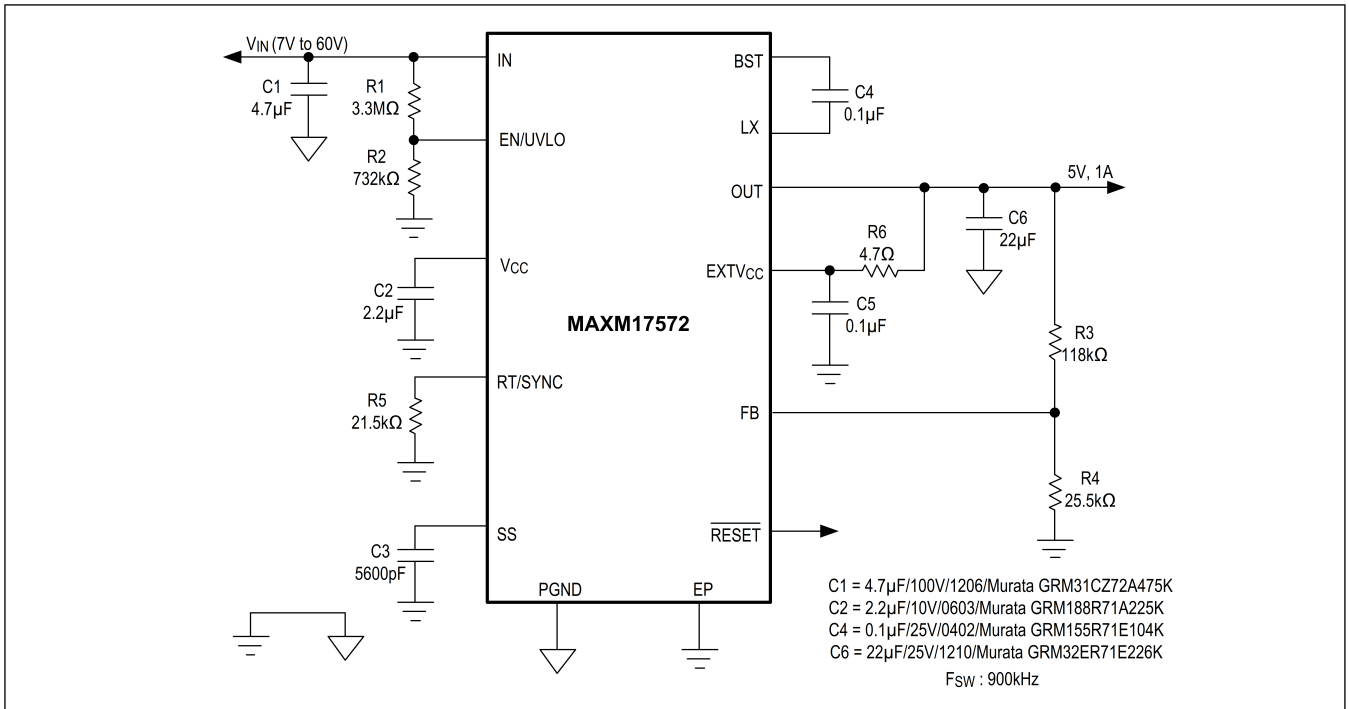 VIN (7V to 60V)
C1
4.7µF
R1
3.3MΩ
R2
732kΩ
C2
2.2µF
R5
21.5kΩ
C3
5600pF
IN
EN/UVLO
VCC
RT/SYNC
SS
PGND
EP
MAXM17572
BST
LX
OUT
EXTVCC
FB
RESET
C4
0.1µF
5V, 1A
C6
22µF
R6
4.7Ω
C5
0.1µF
R3
118kΩ
R4
25.5kΩ
C1 = 4.7µF/100V/1206/Murata GRM31CZ72A475K
C2 = 2.2µF/10V/0603/Murata GRM188R71A225K
C4 = 0.1µF/25V/0402/Murata GRM155R71E104K
C6 = 22µF/25V/1210/Murata GRM32ER71E226K
FSW : 900kHz